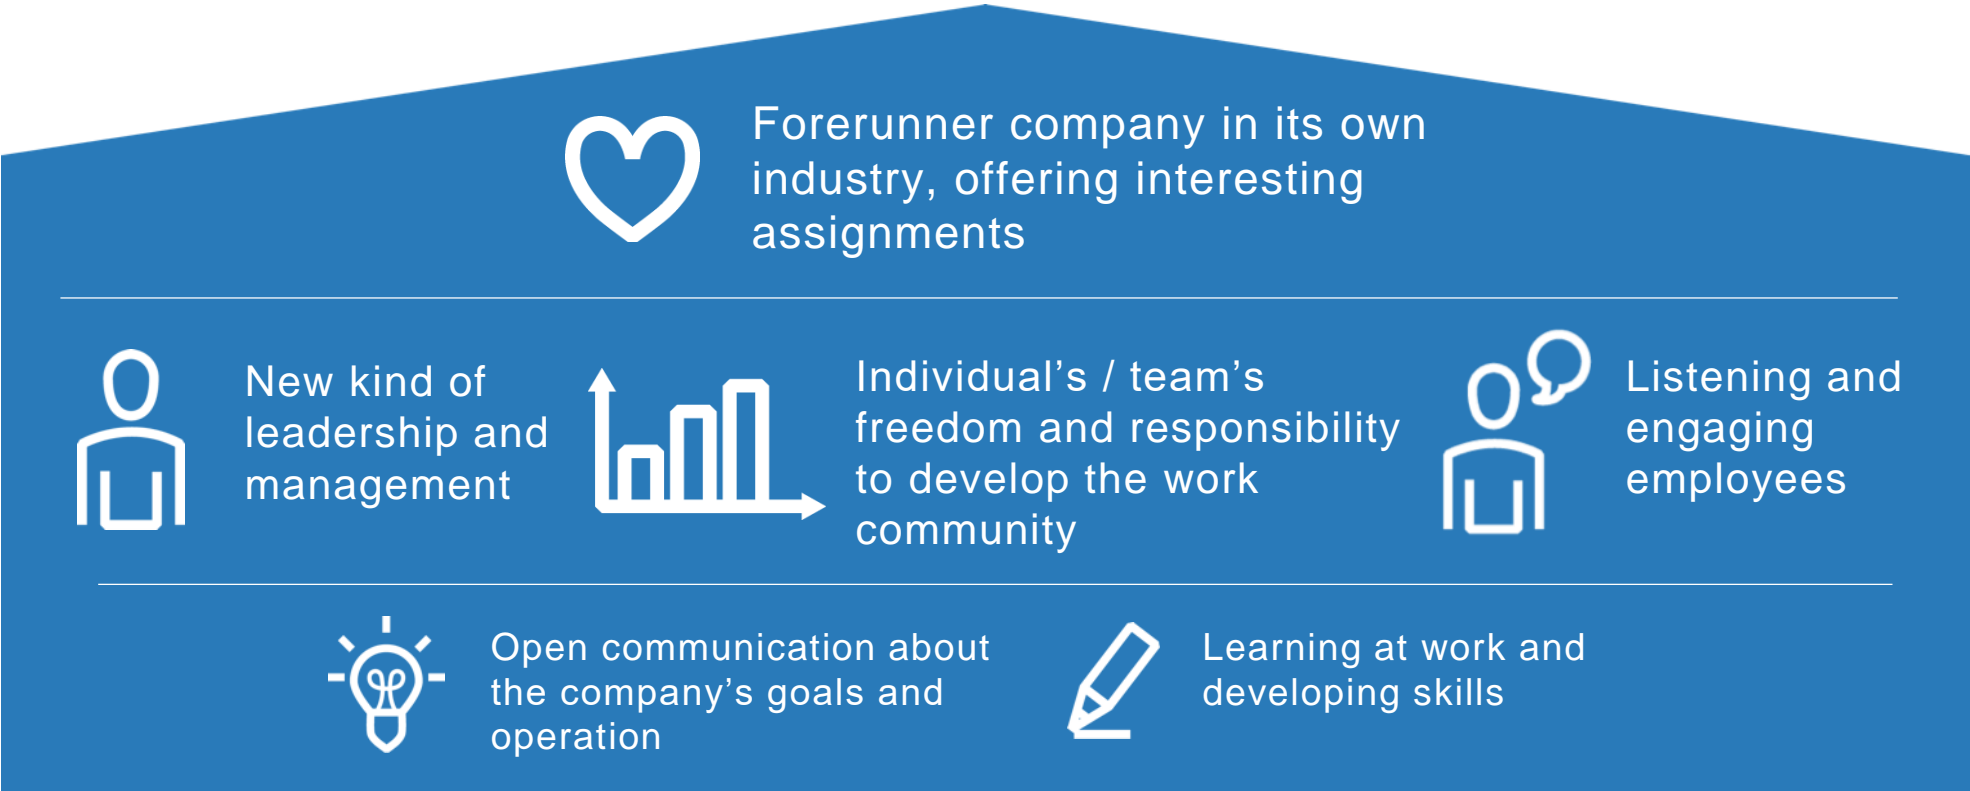 Forerunner company in its own
industry, offering interesting
assignments
New kind of
leadership and
management
Individual’s / team’s
freedom and responsibility
to develop the work
community
Listening and
engaging
employees
Open communication about
the company’s goals and
operation
Learning at work and
developing skills